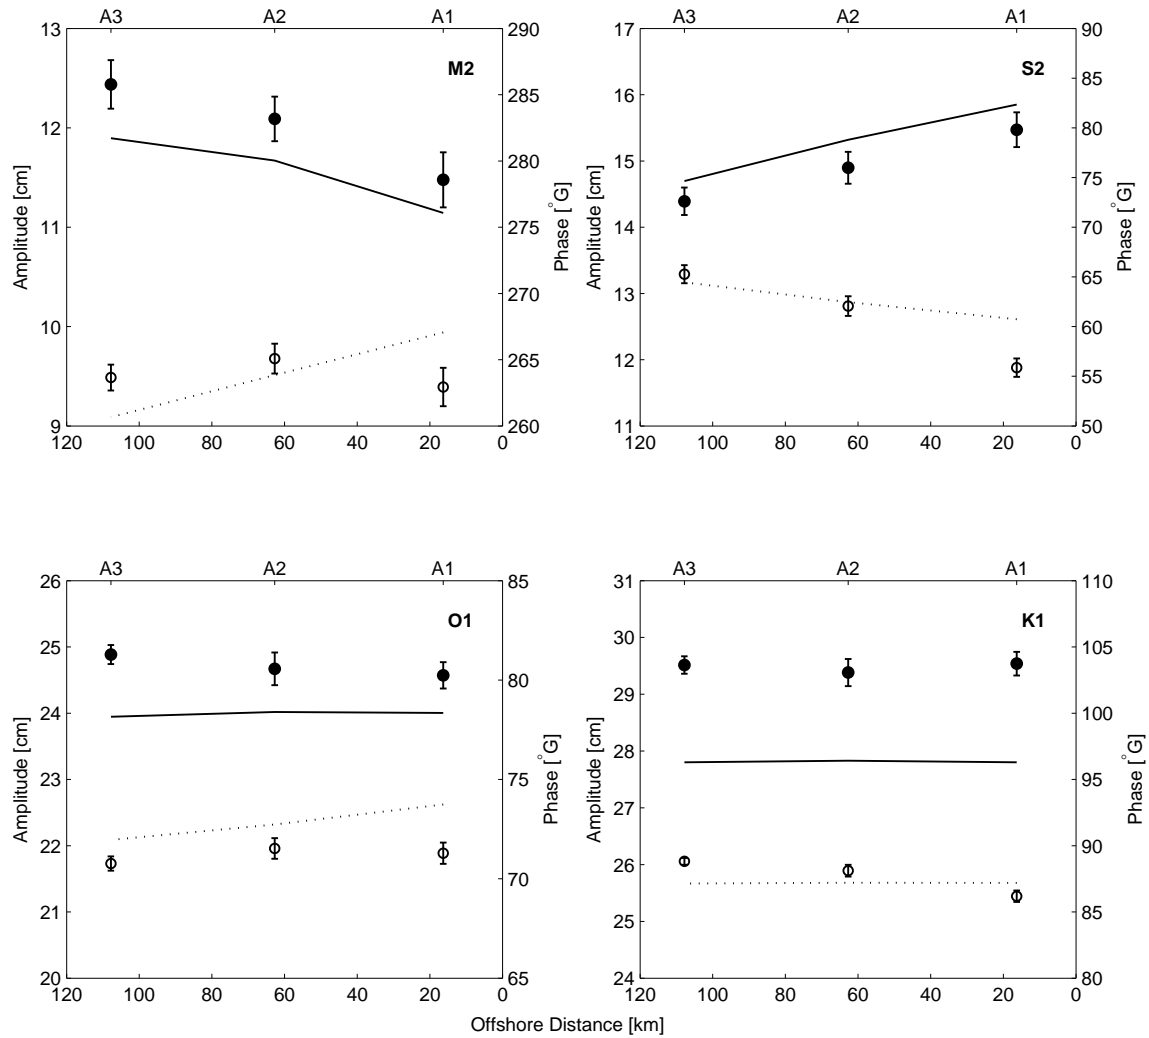 A3 A2 A1
13 290
M2
12 285
280
11 275
270
10 265
9 260
120 100 80 60 40 20 0
Amplitude [cm]
Phase [°G]
A3 A2 A1
17 90
S2
16 85
80
15 75
14 70
65
13 60
12 55
11 50
120 100 80 60 40 20 0
Amplitude [cm]
Phase [°G]
A3 A2 A1
26 85
O1
25
80
24
23 75
22
70
21
20 65
120 100 80 60 40 20 0
Amplitude [cm]
Phase [°G]
A3 A2 A1
31 110
K1
30
29 105
28 100
27 95
26 90
25 85
24 80
120 100 80 60 40 20 0
Amplitude [cm]
Phase [°G]
Offshore Distance [km]